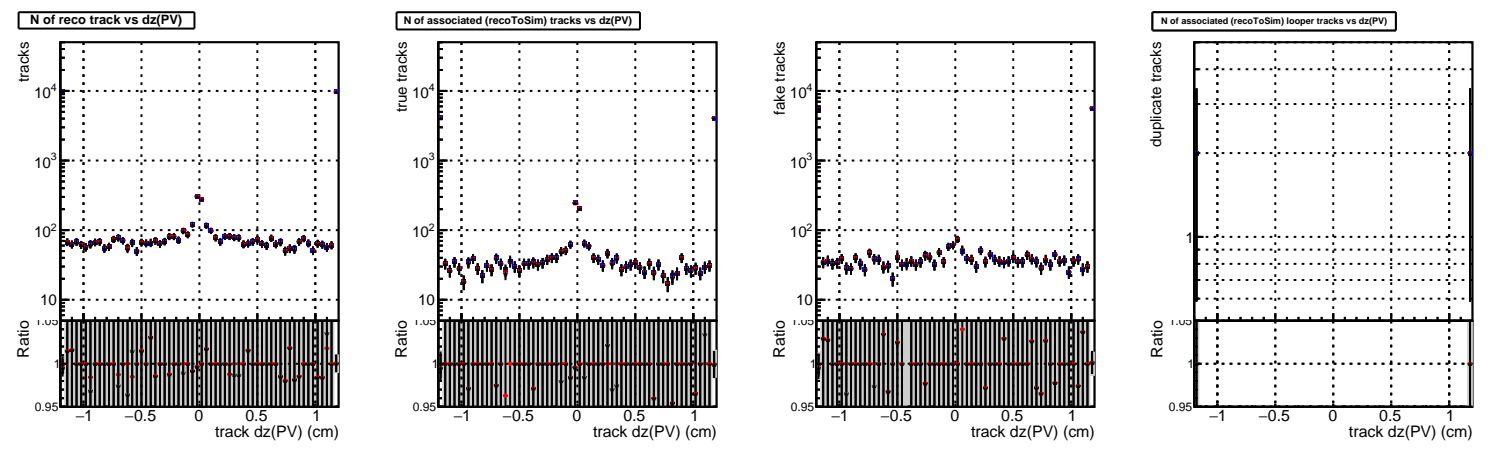 N of reco track vs dz(PV)
tracks
10⁴
10³
10²
10
1.05
Ratio
1
0.95
−1 −0.5 0 0.5 1
track dz(PV) (cm)
N of associated (recoToSim) tracks vs dz(PV)
true tracks
10⁴
10³
10²
10
1.05
Ratio
1
0.95
−1 −0.5 0 0.5 1
track dz(PV) (cm)
fake tracks
10⁴
10³
10²
10
1.05
Ratio
1
0.95
−1 −0.5 0 0.5 1
track dz(PV) (cm)
N of associated (recoToSim) looper tracks vs dz(PV)
duplicate tracks
1
1.05
Ratio
1
0.95
−1 −0.5 0 0.5 1
track dz(PV) (cm)